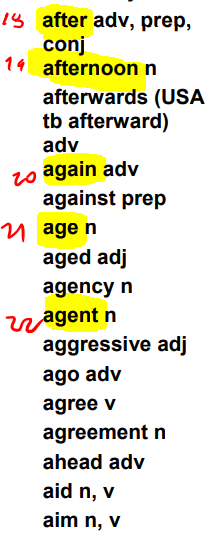 18 after adv, prep,
conj
19 afternoon n
afterwards (USA
tb afterward)
adv
20 again adv
against prep
21 age n
aged adj
agency n
22 agent n
aggressive adj
ago adv
agree v
agreement n
ahead adv
aid n, v
aim n, v